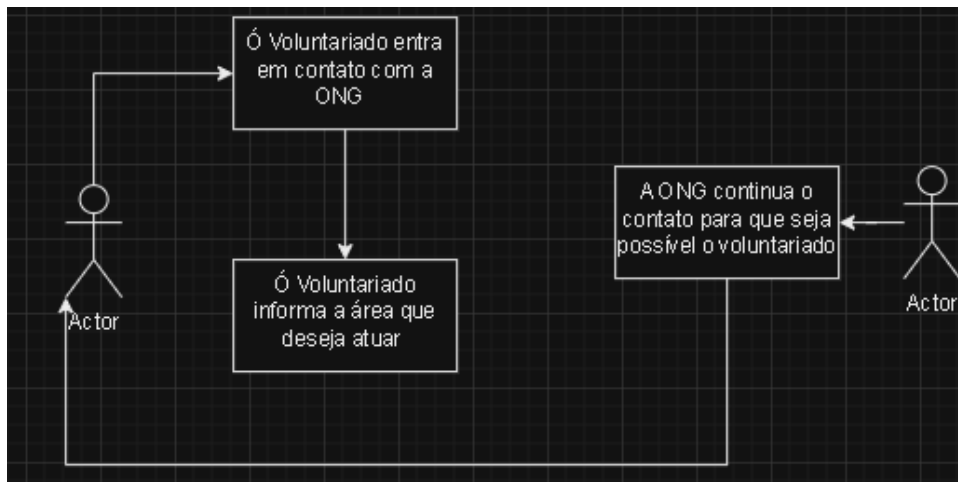 Ó Voluntariado entra
em contato com a
ONG
A ONG continua o
contato para que seja
possível o voluntariado
Ó Voluntariado
informa a área que
deseja atuar
Actor
Actor